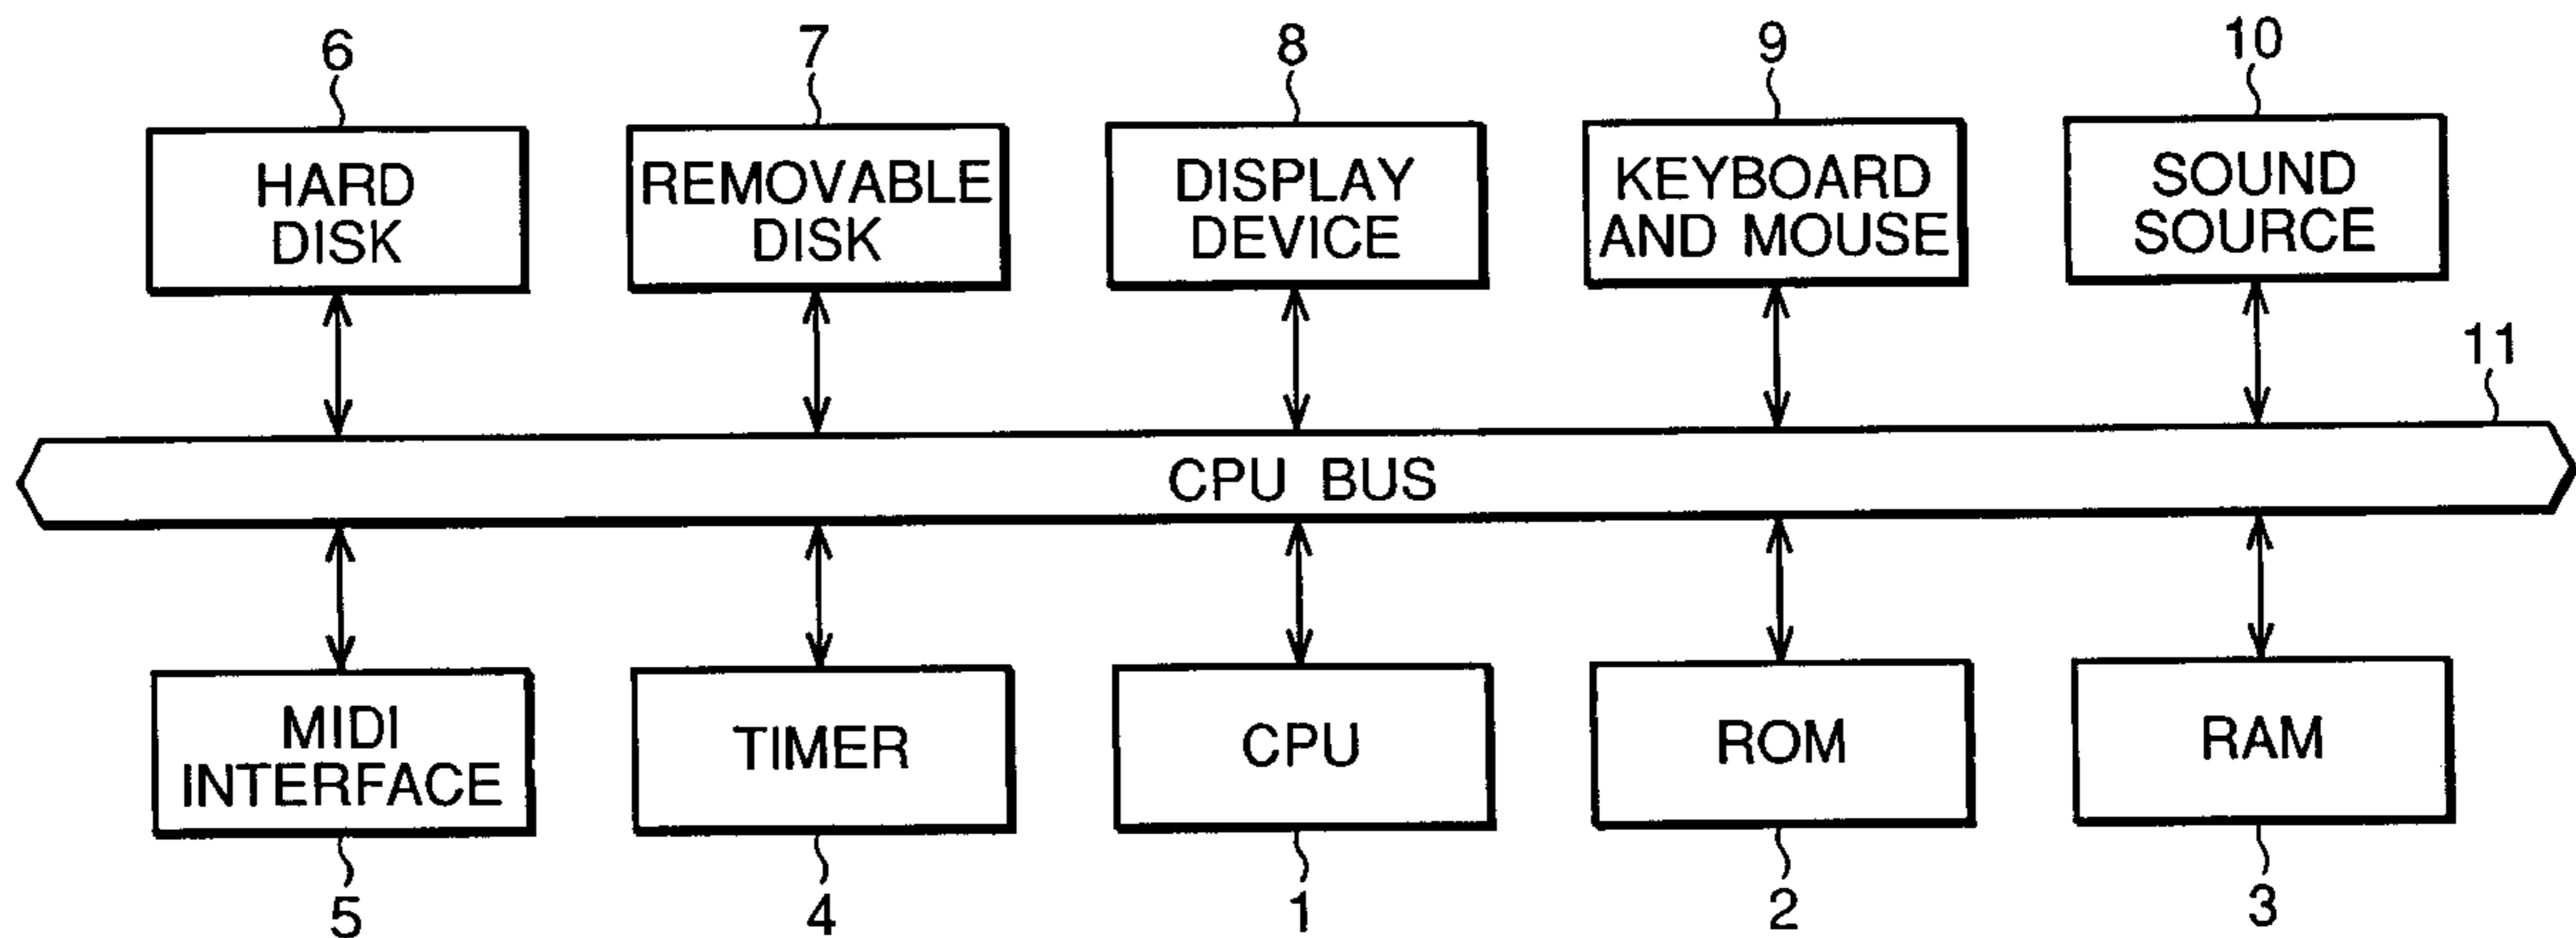 6
7
8
9
10
HARD
DISK
REMOVABLE
DISK
DISPLAY
DEVICE
KEYBOARD
AND MOUSE
SOUND
SOURCE
11
CPU BUS
MIDI
INTERFACE
TIMER
CPU
ROM
RAM
5
4
1
2
3